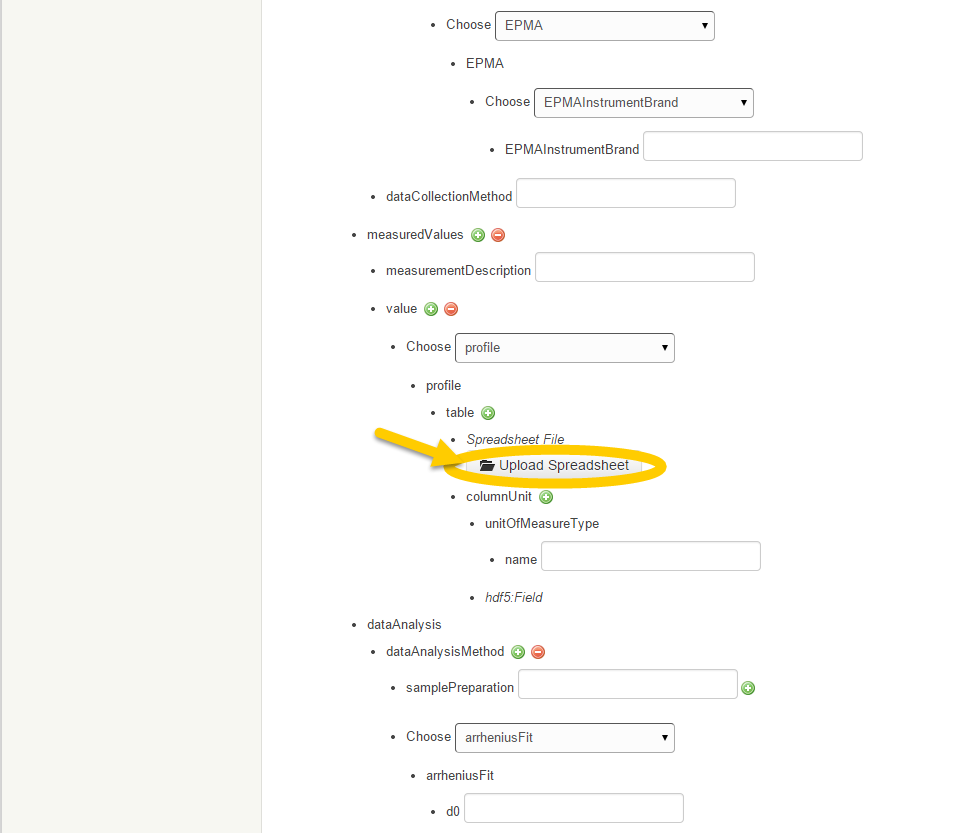 Choose EPMA
EPMA
Choose EPMAInstrumentBrand
EPMAInstrumentBrand
dataCollectionMethod
measuredValues
measurementDescription
value
Choose profile
profile
table
Spreadsheet File
Upload Spreadsheet
columnUnit
unitOfMeasureType
name
hdf5:Field
dataAnalysis
dataAnalysisMethod
samplePreparation
Choose arrheniusFit
arrheniusFit
d0